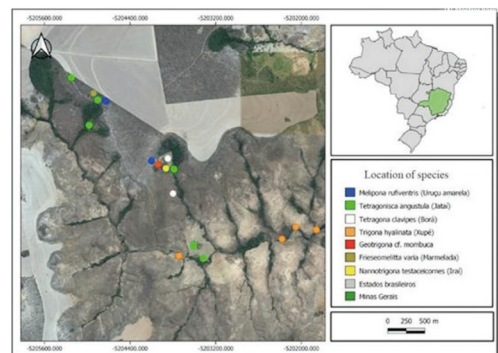 -5205600.000 -5204400.000 -5203200.000 -5202000.000
Location of species
Melipona rufiventris (Uruçu amarela)
Tetragonisca angustula (Jataí)
Tetragona clavipes (Borá)
Trigona hyalinata (Xupé)
Geotrigona cf. mombuca
Frieseomelitta varia (Marmelada)
Nannotrigona testaceicornes (Iraí)
Estados brasileiros
Minas Gerais
0 250 500 m
-5205600.000 -5204400.000 -5203200.000 -5202000.000